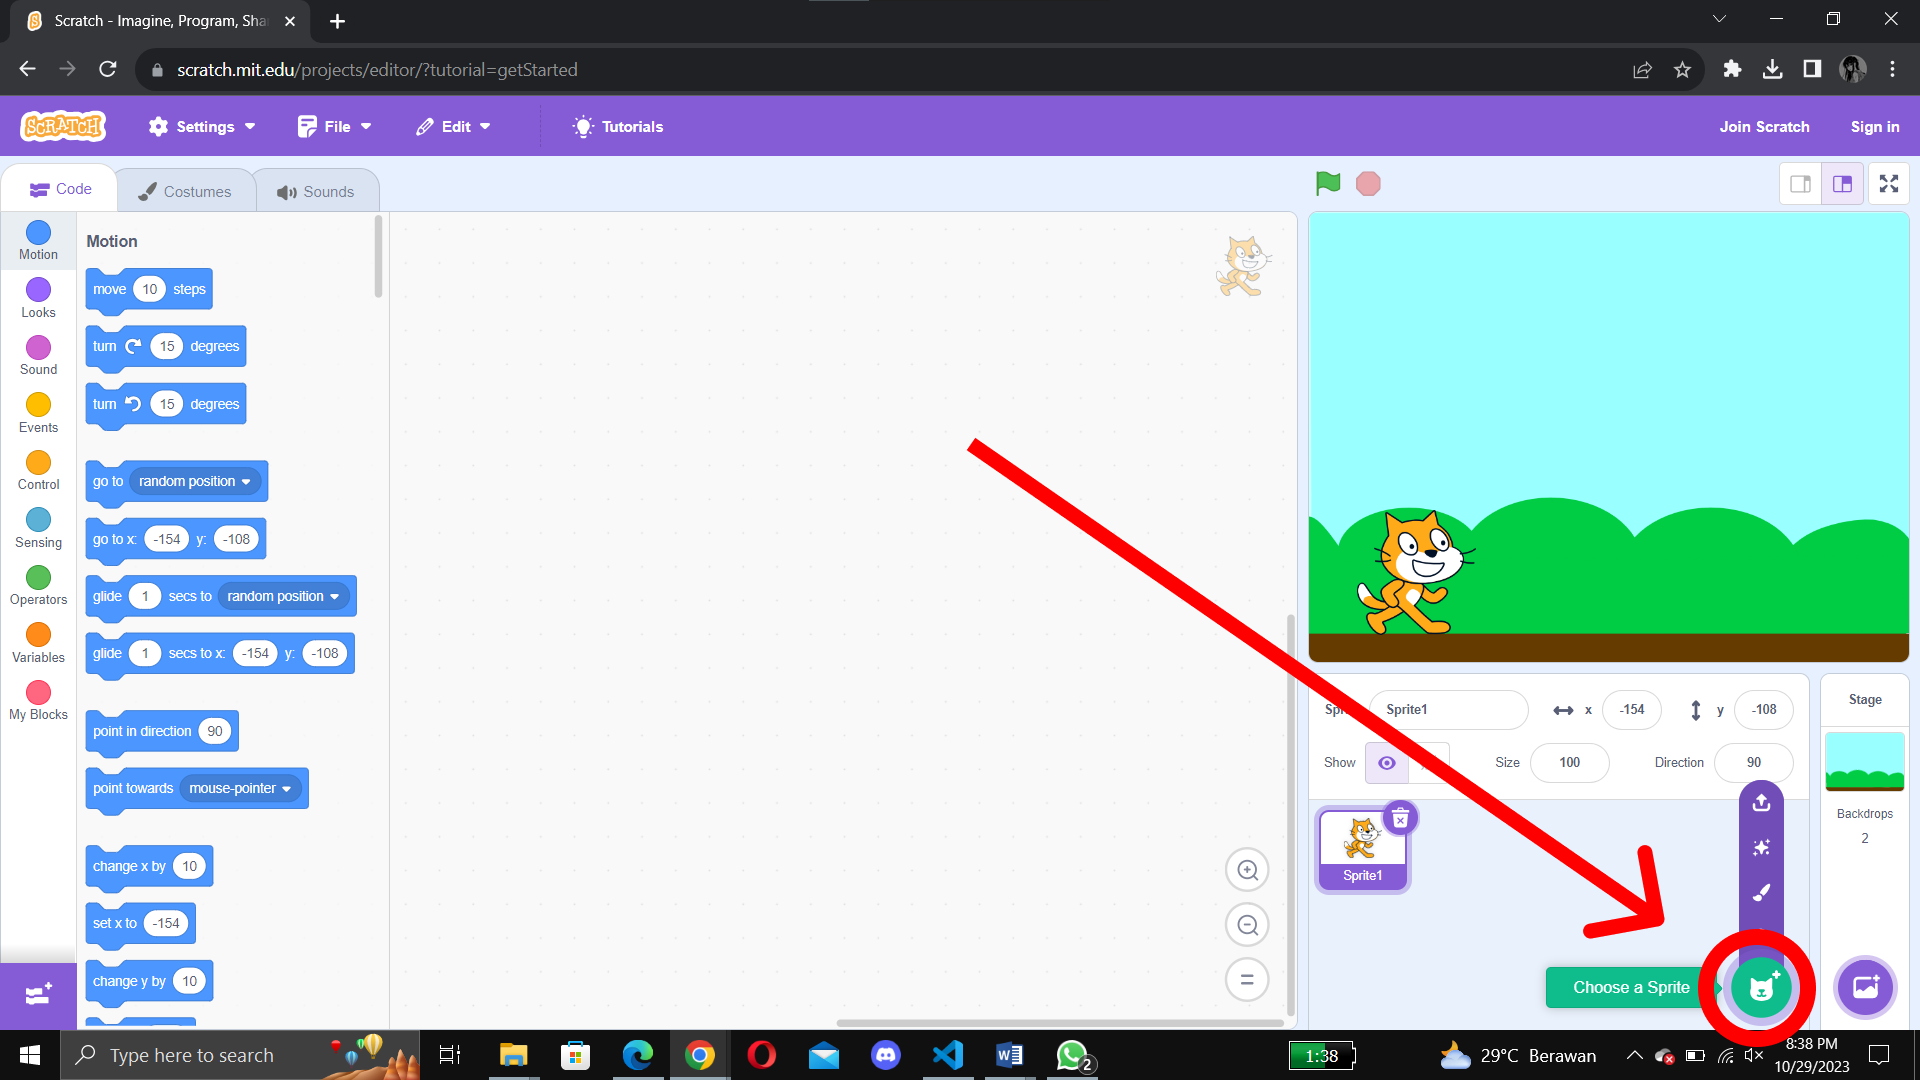 Scratch - Imagine, Program, Sha
scratch.mit.edu/projects/editor/?tutorial=getStarted
SCRATCH Settings File Edit Tutorials Join Scratch Sign in
Code Costumes Sounds
Motion
Looks
Sound
Events
Control
Sensing
Operators
Variables
My Blocks
Motion
move 10 steps
turn 15 degrees
turn 15 degrees
go to random position
go to x: -154 y: -108
glide 1 secs to random position
glide 1 secs to x: -154 y: -108
point in direction 90
point towards mouse-pointer
change x by 10
set x to -154
change y by 10
Sprite1 x -154 y -108
Show Size 100 Direction 90
Sprite1
Choose a Sprite
Stage
Backdrops
2
Type here to search
2
1:38
29°C Berawan
8:38 PM
10/29/2023